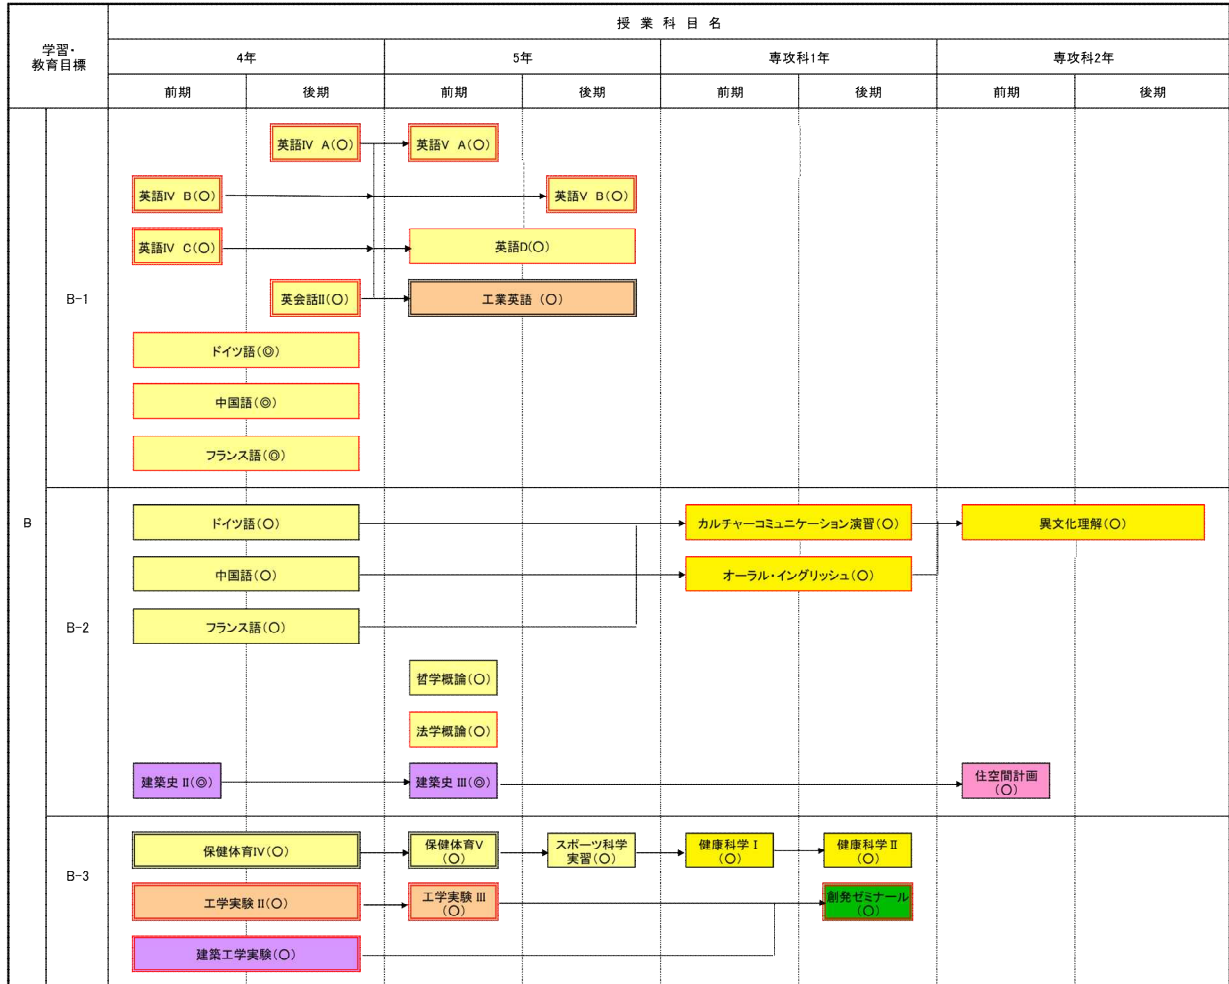 授 業 科 目 名
学習・
教育目標
4年
5年
専攻科1年
専攻科2年
前期
後期
前期
後期
前期
後期
前期
後期
B
B-1
英語IV A(○)
英語V A(○)
英語IV B(○)
英語V B(○)
英語IV C(○)
英語D(○)
英会話II(○)
工業英語 (○)
ドイツ語(◎)
中国語(◎)
フランス語(◎)
B-2
ドイツ語(○)
カルチャーコミュニケーション演習(○)
異文化理解(○)
中国語(○)
オーラル・イングリッシュ(○)
フランス語(○)
哲学概論(○)
法学概論(○)
建築史 II(◎)
建築史 III(◎)
住空間計画
(○)
B-3
保健体育IV(○)
保健体育V
(○)
スポーツ科学
実習(○)
健康科学 I
(○)
健康科学 II
(○)
工学実験 II(○)
工学実験 III
(○)
創発ゼミナール
(○)
建築工学実験(○)